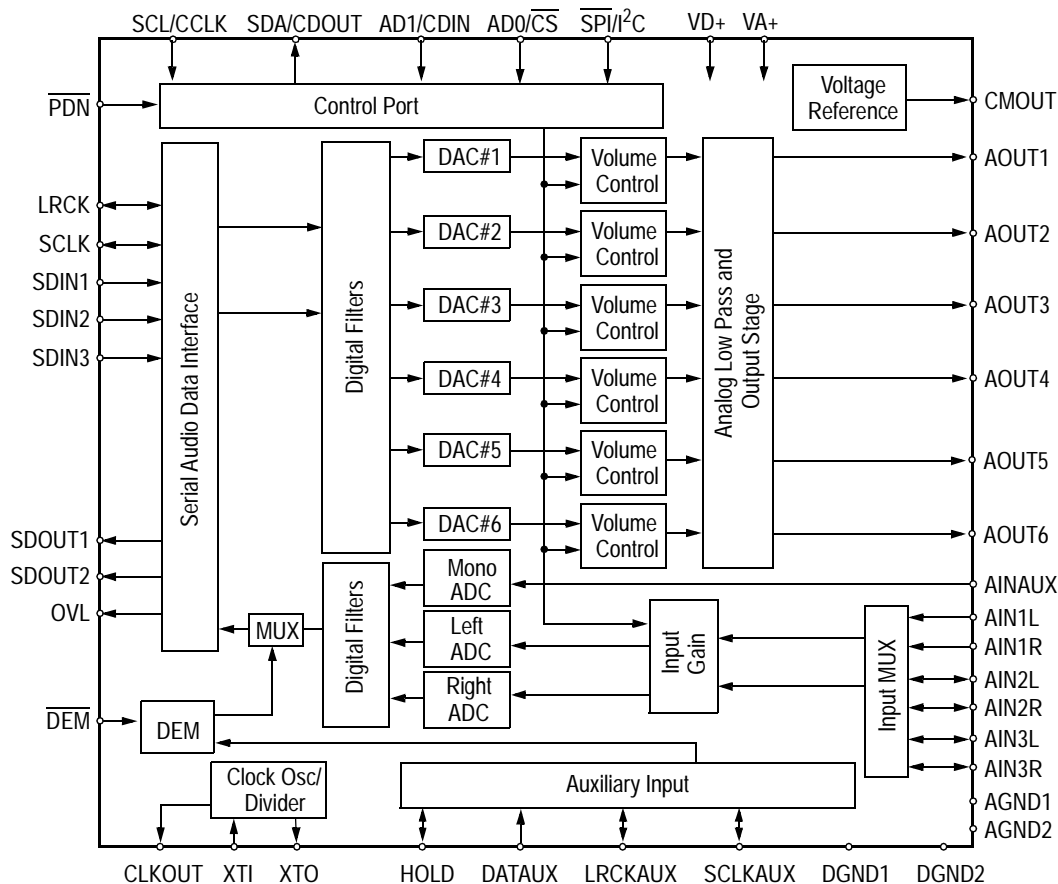 SCL/CCLK SDA/CDOUT AD1/CDIN AD0/CS SPI/I²C VD+ VA+
PDN
Control Port
Voltage
Reference
CMOUT
LRCK
SCLK
SDIN1
SDIN2
SDIN3
SDOUT1
SDOUT2
OVL
DEM
Serial Audio Data Interface
Digital Filters
DAC#1
Volume
Control
DAC#2
Volume
Control
DAC#3
Volume
Control
DAC#4
Volume
Control
DAC#5
Volume
Control
DAC#6
Volume
Control
Analog Low Pass and
Output Stage
AOUT1
AOUT2
AOUT3
AOUT4
AOUT5
AOUT6
AINAUX
AIN1L
AIN1R
AIN2L
AIN2R
AIN3L
AIN3R
AGND1
AGND2
MUX
Digital Filters
Mono
ADC
Left
ADC
Right
ADC
Input
Gain
Input MUX
DEM
Clock Osc/
Divider
Auxiliary Input
CLKOUT XTI XTO HOLD DATAUX LRCKAUX SCLKAUX DGND1 DGND2